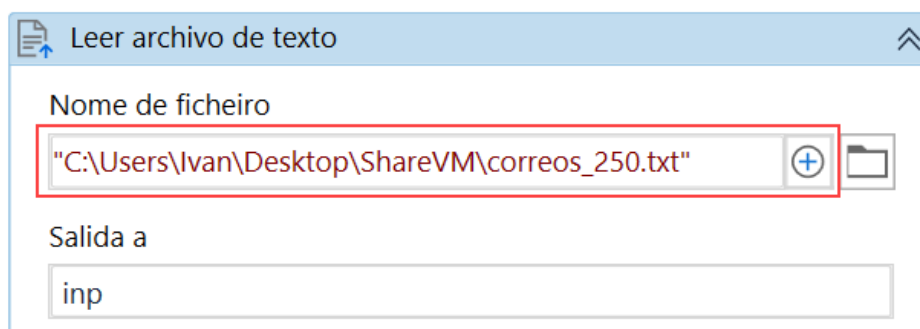 Leer archivo de texto
Nome de ficheiro
"C:\Users\Ivan\Desktop\ShareVM\correos_250.txt"
Salida a
inp